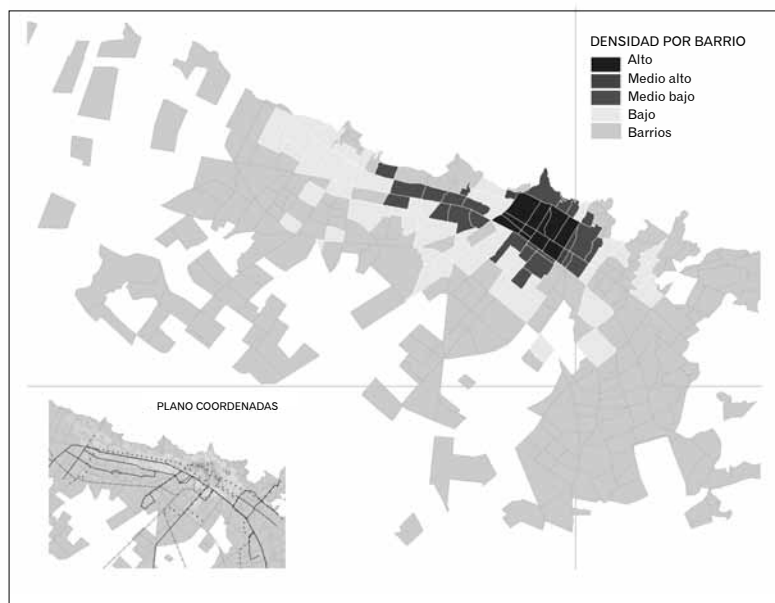 DENSIDAD POR BARRIO
Alto
Medio alto
Medio bajo
Bajo
Barrios
PLANO COORDENADAS